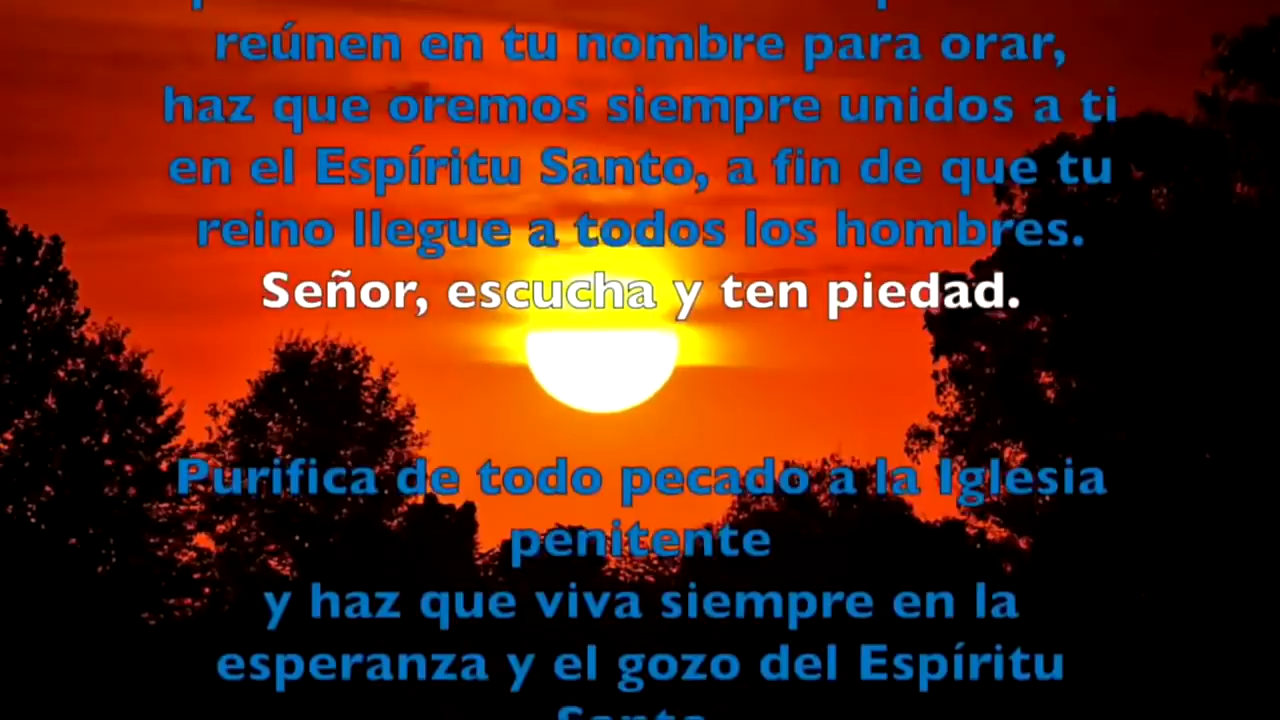 reúnen en tu nombre para orar,
haz que oremos siempre unidos a ti
en el Espíritu Santo, a fin de que tu
reino llegue a todos los hombres.
Señor, escucha y ten piedad.
Purifica de todo pecado a la Iglesia
penitente
y haz que viva siempre en la
esperanza y el gozo del Espíritu